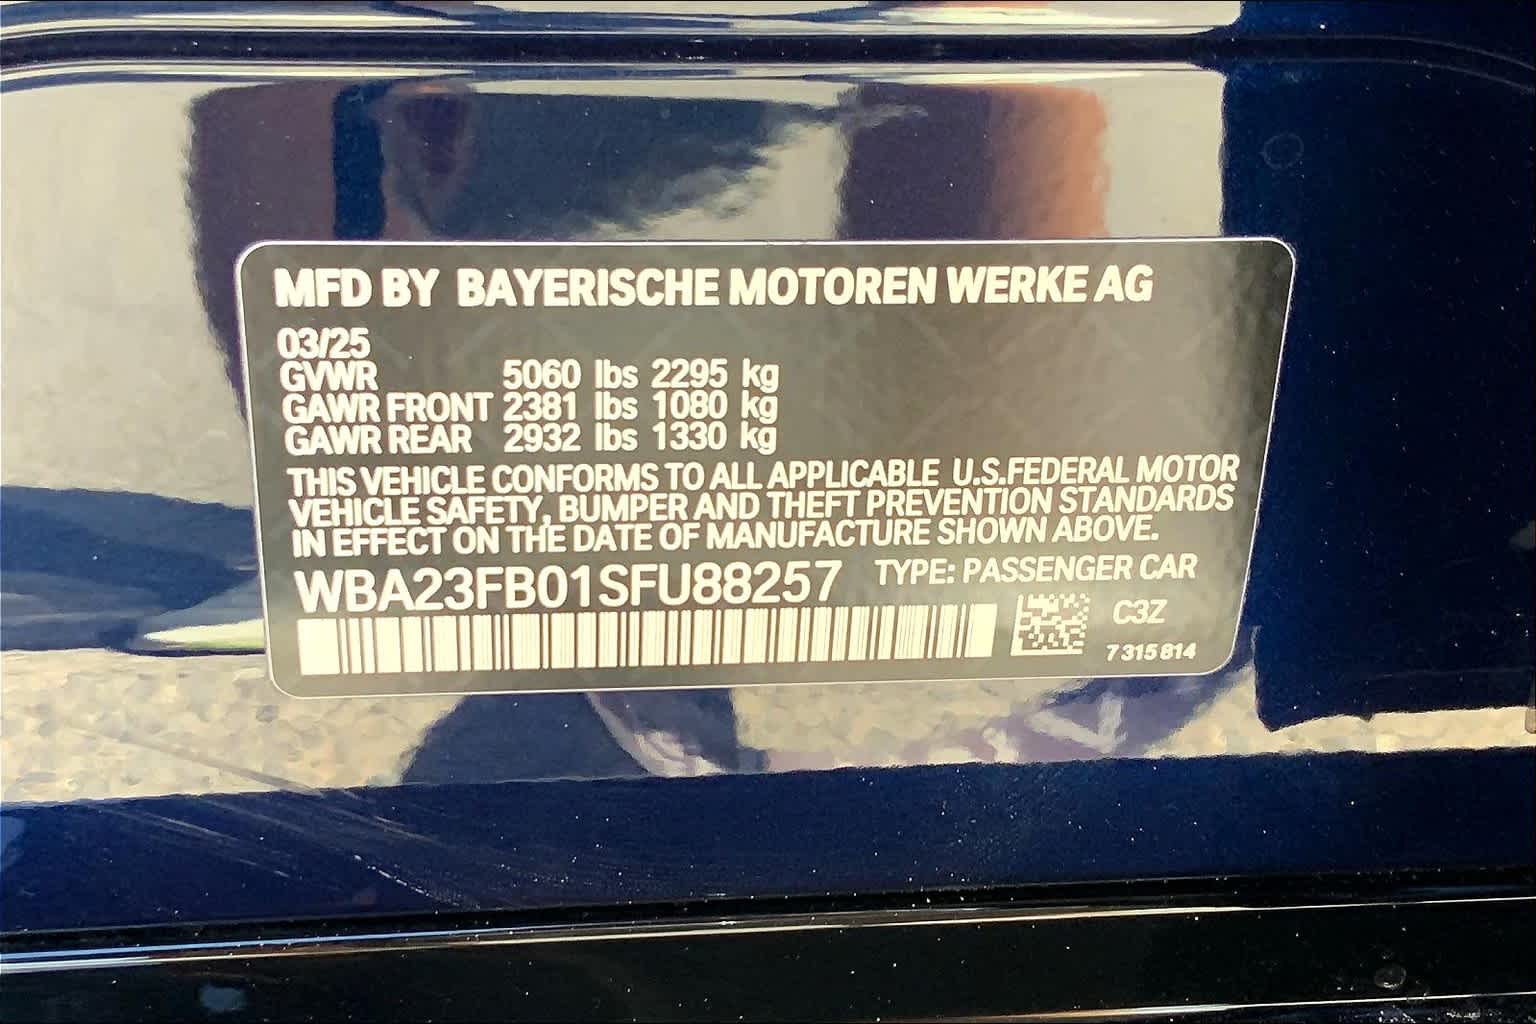 MFD BY BAYERISCHE MOTOREN WERKE AG
03/25
GVWR 5060 lbs 2295 kg
GAWR FRONT 2381 lbs 1080 kg
GAWR REAR 2932 lbs 1330 kg
THIS VEHICLE CONFORMS TO ALL APPLICABLE U.S.FEDERAL MOTOR
VEHICLE SAFETY, BUMPER AND THEFT PREVENTION STANDARDS
IN EFFECT ON THE DATE OF MANUFACTURE SHOWN ABOVE.
WBA23FB01SFU88257 TYPE: PASSENGER CAR
C3Z
7 315 814